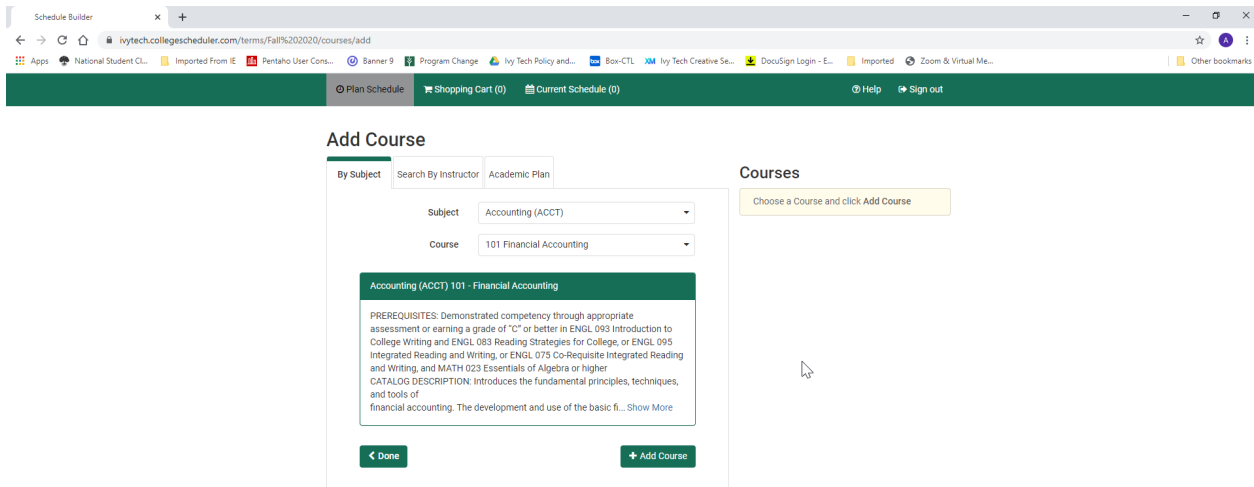 Schedule Builder
ivytech.collegescheduler.com/terms/Fall%202020/courses/add
A
Apps National Student Cl... Imported From IE Pentaho User Cons... Banner 9 Program Change Ivy Tech Policy and... Box-CTL Ivy Tech Creative Se... DocuSign Login - E... Imported Zoom & Virtual Me... Other bookmarks
Plan Schedule Shopping Cart (0) Current Schedule (0) Help Sign out
Add Course
By Subject Search By Instructor Academic Plan
Subject Accounting (ACCT)
Course 101 Financial Accounting
Accounting (ACCT) 101 - Financial Accounting
PREREQUISITES: Demonstrated competency through appropriate
assessment or earning a grade of "C" or better in ENGL 093 Introduction to
College Writing and ENGL 083 Reading Strategies for College, or ENGL 095
Integrated Reading and Writing, or ENGL 075 Co-Requisite Integrated Reading
and Writing, and MATH 023 Essentials of Algebra or higher
CATALOG DESCRIPTION: Introduces the fundamental principles, techniques,
and tools of
financial accounting. The development and use of the basic fi... Show More
Done + Add Course
Courses
Choose a Course and click Add Course